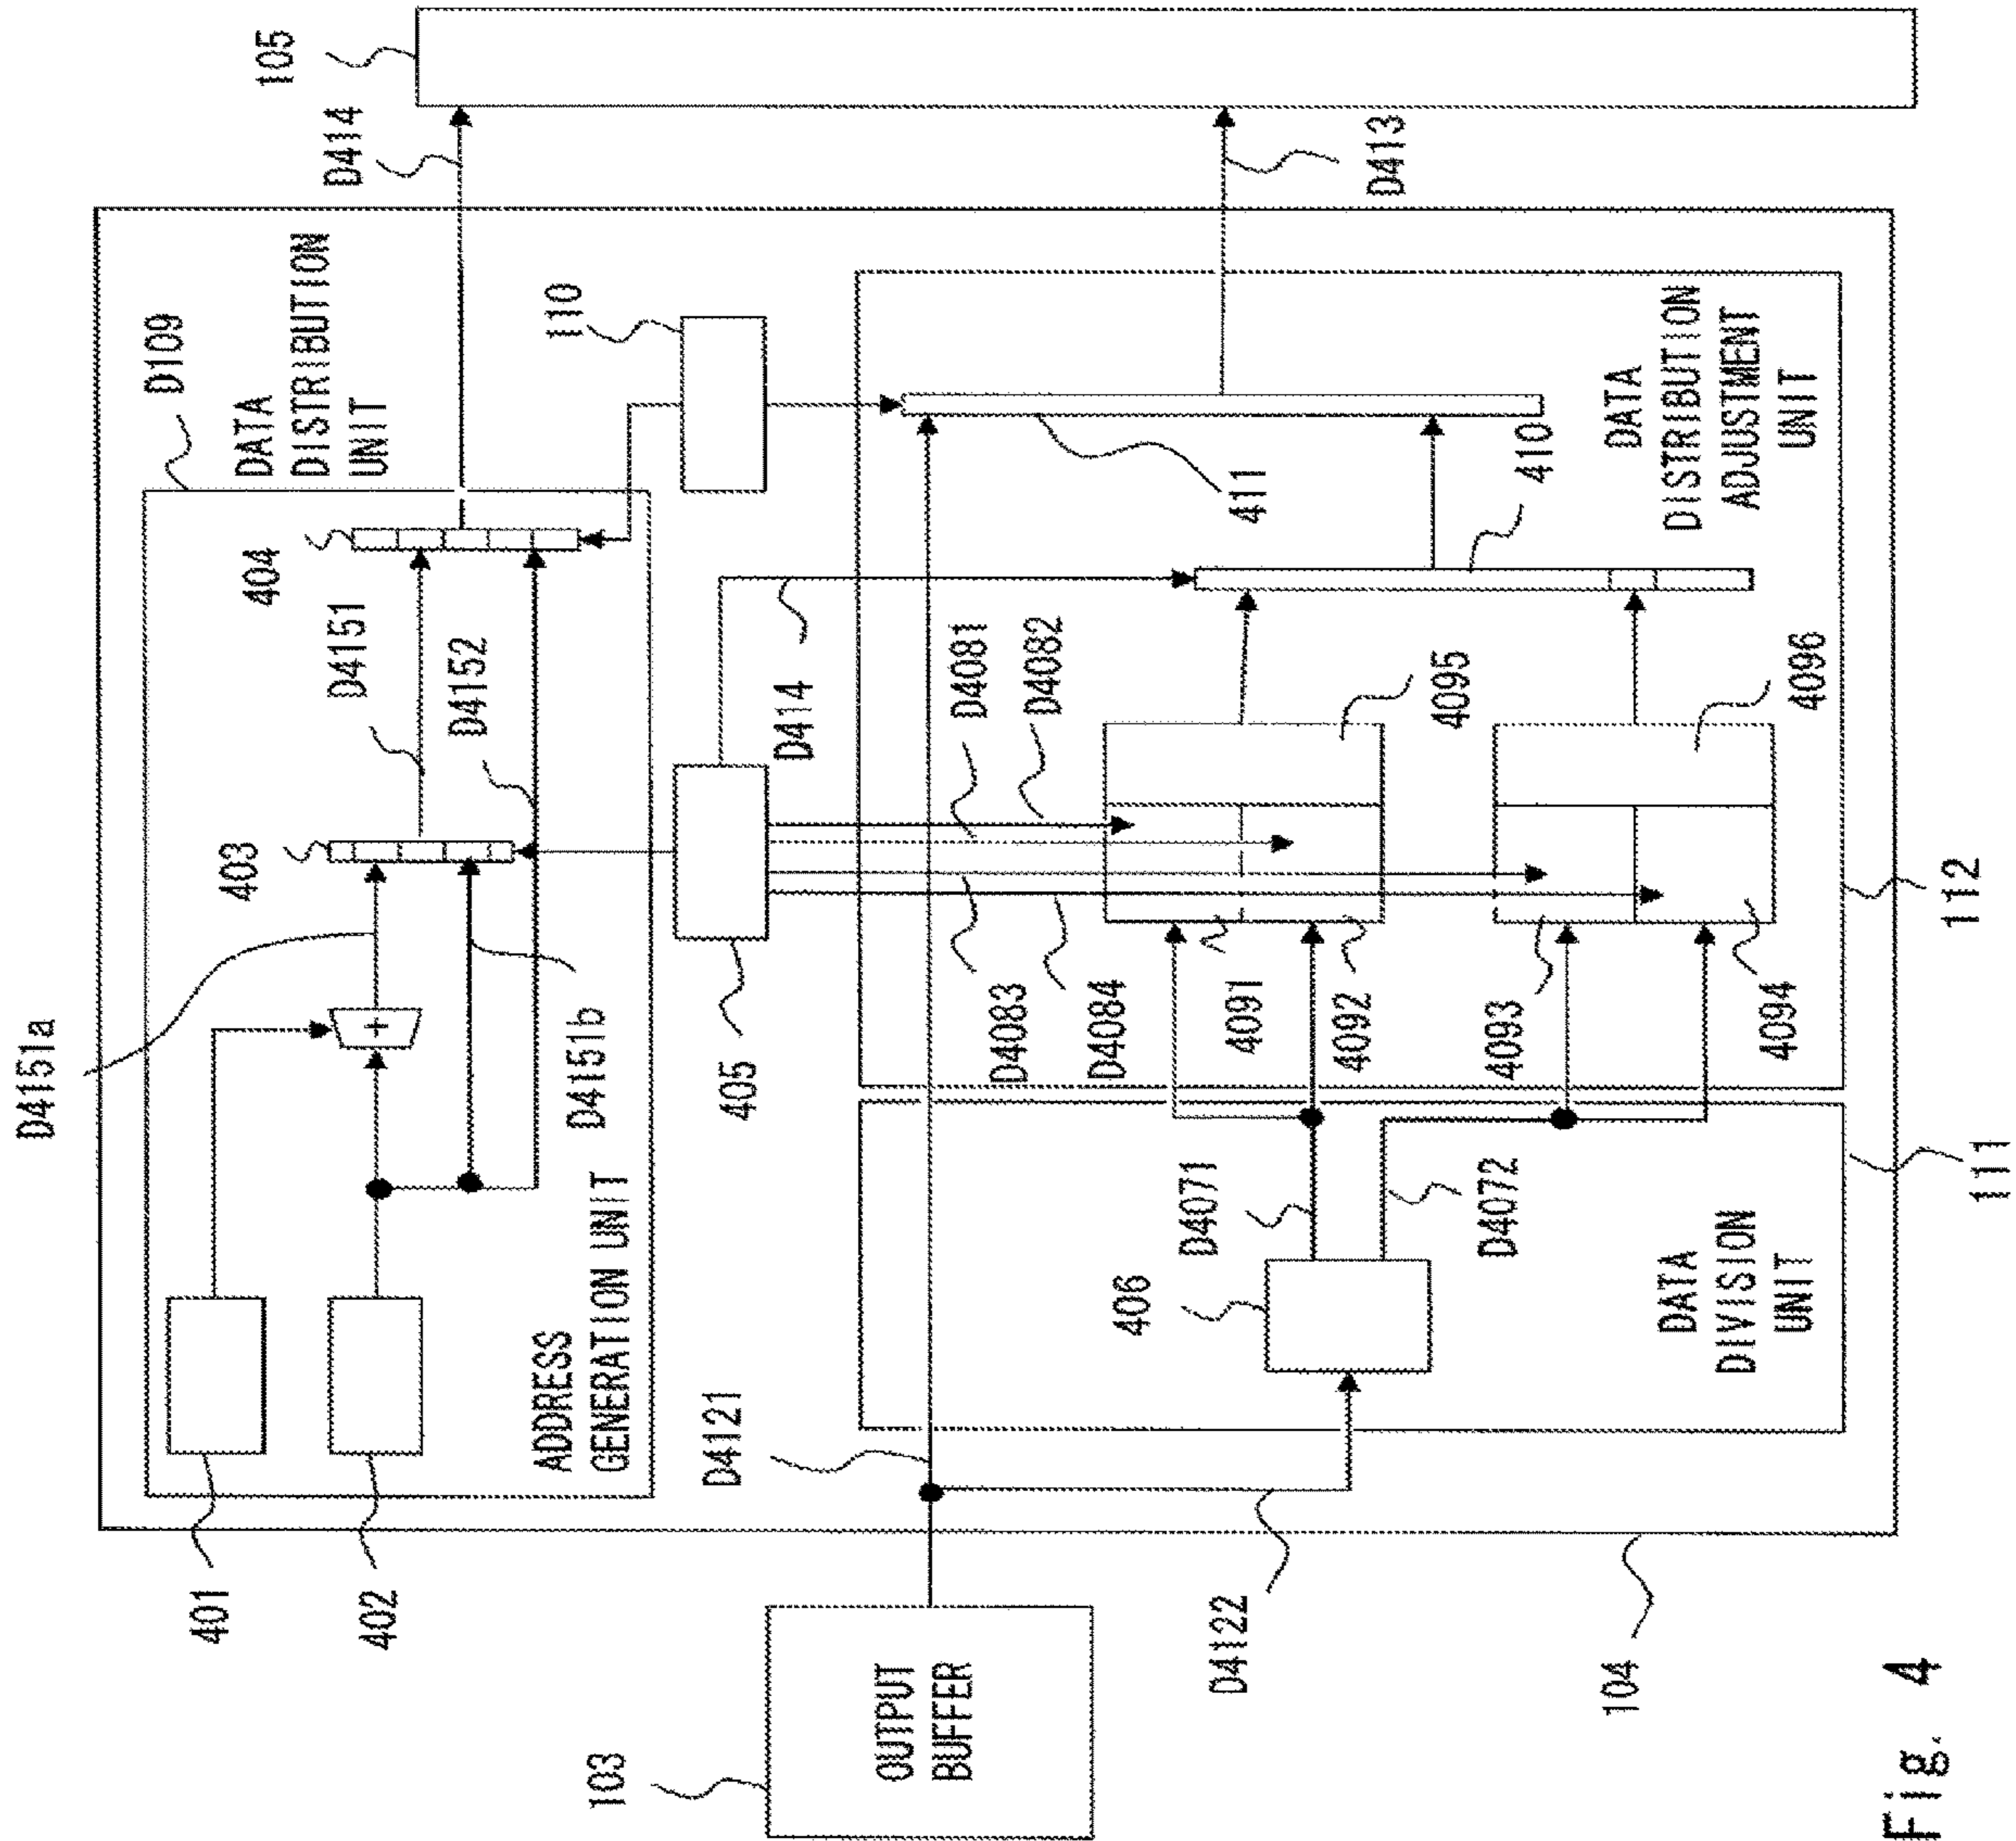 105
D414
D413
D109
DATA
DISTRIBUTION
UNIT
110
404
D4151
D4152
403
D4151a
D4151b
401
402
ADDRESS
GENERATION UNIT
405
D414
D4081
D4082
D4083
D4084
4091
4092
4093
4094
4095
4096
411
410
DATA
DISTRIBUTION
ADJUSTMENT
UNIT
112
D4071
D4072
406
DATA
DIVISION
UNIT
111
D4121
D4122
103
OUTPUT
BUFFER
104
Fig. 4